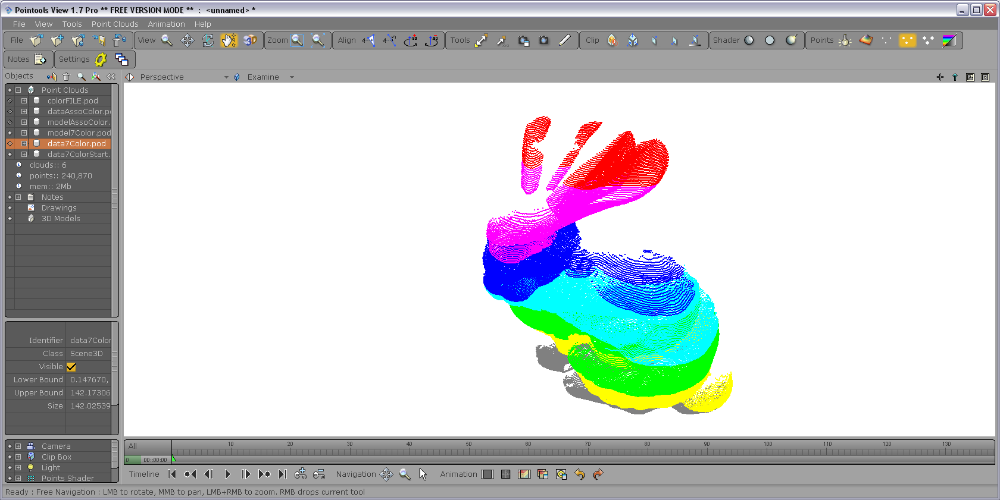 Pointools View 1.7 Pro ** FREE VERSION MODE ** : <unnamed> *
File View Tools Point Clouds Animation Help
File View 3D Zoom Align Tools Clip Shader Points
Notes Settings
Objects Perspective Examine
Point Clouds
colorFILE.pod
dataAssoColor.p
modelAssoColor.
model7Color.pod
data7Color.pod
data7ColorStart.
clouds:: 6
points:: 240,870
mem:: 2Mb
Notes
Drawings
3D Models
Identifier data7Color
Class Scene3D
Visible
Lower Bound 0.147670,
Upper Bound 142.17306
Size 142.02539
All 10 20 30 40 50 60 70 80 90 100 110 120 130
0 00::00:00
Camera
Clip Box
Light
Points Shader
Timeline Navigation Animation
Ready : Free Navigation : LMB to rotate, MMB to pan, LMB+RMB to zoom. RMB drops current tool